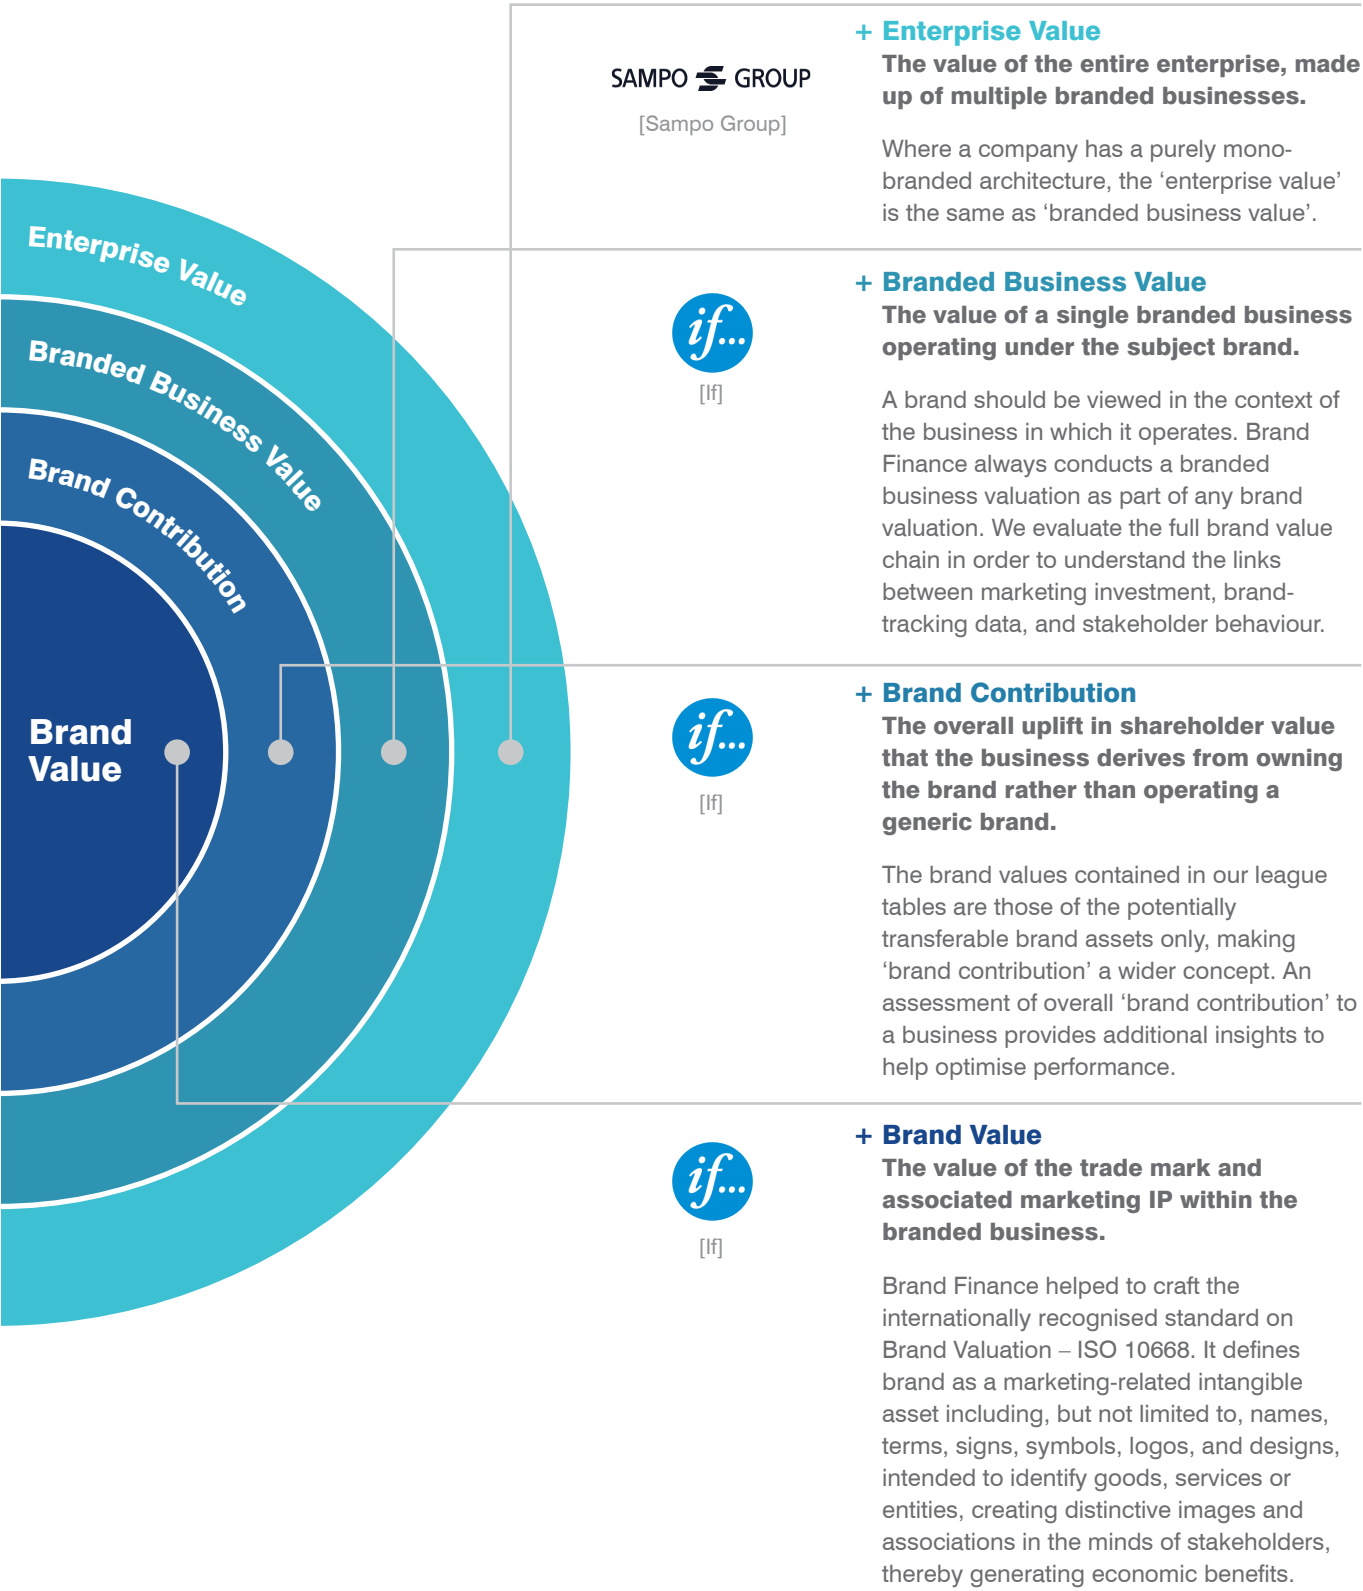 Enterprise Value
Branded Business Value
Brand Contribution
Brand
Value
SAMPO GROUP
[Sampo Group]
+ Enterprise Value
The value of the entire enterprise, made
up of multiple branded businesses.
Where a company has a purely mono-
branded architecture, the ‘enterprise value’
is the same as ‘branded business value’.
if...
[If]
+ Branded Business Value
The value of a single branded business
operating under the subject brand.
A brand should be viewed in the context of
the business in which it operates. Brand
Finance always conducts a branded
business valuation as part of any brand
valuation. We evaluate the full brand value
chain in order to understand the links
between marketing investment, brand-
tracking data, and stakeholder behaviour.
if...
[If]
+ Brand Contribution
The overall uplift in shareholder value
that the business derives from owning
the brand rather than operating a
generic brand.
The brand values contained in our league
tables are those of the potentially
transferable brand assets only, making
‘brand contribution’ a wider concept. An
assessment of overall ‘brand contribution’ to
a business provides additional insights to
help optimise performance.
if...
[If]
+ Brand Value
The value of the trade mark and
associated marketing IP within the
branded business.
Brand Finance helped to craft the
internationally recognised standard on
Brand Valuation – ISO 10668. It defines
brand as a marketing-related intangible
asset including, but not limited to, names,
terms, signs, symbols, logos, and designs,
intended to identify goods, services or
entities, creating distinctive images and
associations in the minds of stakeholders,
thereby generating economic benefits.